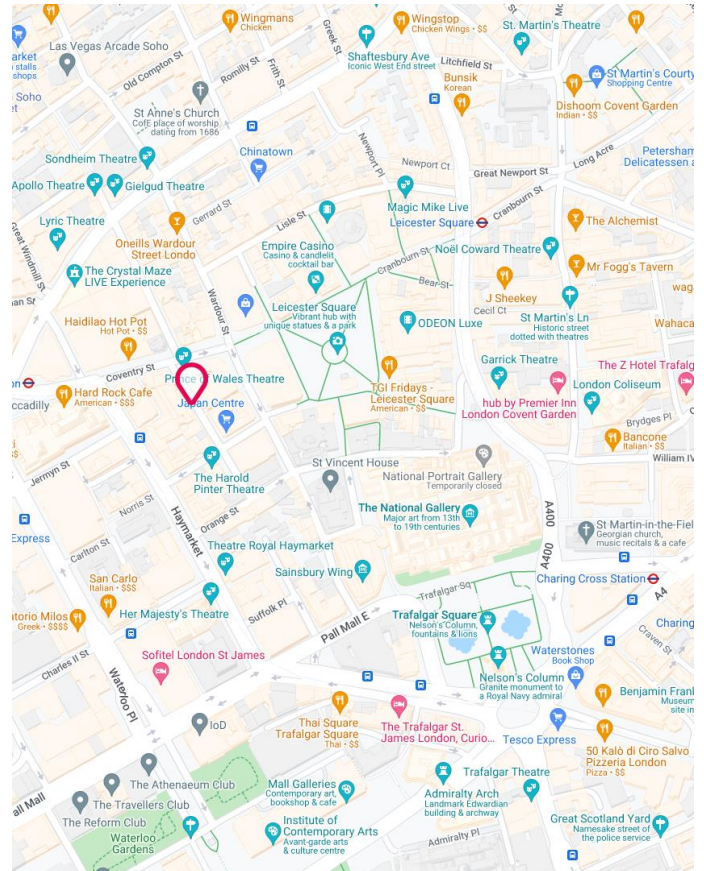 Wingmans
Chicken
Wingstop
Chicken Wings • $$
St. Martin's Theatre
Las Vegas Arcade Soho
arket
stalls
shops
Soho
et
Old Compton St
Romilly St
Frith St
Greek St
Shaftesbury Ave
Iconic West End street
Litchfield St
Bunsik
Korean
St Martin's Courty
Shopping Centre
Dishoom Covent Garden
Indian • $$
St Anne's Church
CofE place of worship
dating from 1686
Chinatown
Newport Pl
Newport Ct
Great Newport St
Long Acre
Petersham
Delicatessen a
Sondheim Theatre
Apollo Theatre
Gielgud Theatre
Gerrard St
Lisle St
Magic Mike Live
Leicester Square
Cranbourn St
Lyric Theatre
Great Windmill St
Oneills Wardour
Street Londo
Empire Casino
Casino & candlelit
cocktail bar
Cranbourn St
Bear St
Noël Coward Theatre
The Alchemist
The Crystal Maze
LIVE Experience
Wardour St
Mr Fogg's Tavern
J Sheekey
Cecil Ct
wag
an St
Haidilao Hot Pot
Hot Pot • $$
Leicester Square
Vibrant hub with
unique statues & a park
ODEON Luxe
St Martin's Ln
Historic street
dotted with theatres
Wahaca
Coventry St
Prince of Wales Theatre
Garrick Theatre
The Z Hotel Trafalg
on
ccadilly
Hard Rock Cafe
American • $$$
Japan Centre
TGI Fridays -
Leicester Square
American • $$
hub by Premier Inn
London Covent Garden
London Coliseum
Brydges Pl
Bancone
Italian • $$
Jermyn St
The Harold
Pinter Theatre
St Vincent House
National Portrait Gallery
Temporarily closed
William IV
Norris St
Haymarket
Orange St
The National Gallery
Major art from 13th
to 19th centuries
A400
Express
Carlton St
Theatre Royal Haymarket
St Martin-in-the-Fiel
Georgian church,
music recitals & a cafe
A400
San Carlo
Italian • $$$
Sainsbury Wing
Trafalgar Sq
Charing Cross Station
A4
atorio Milos
Greek • $$$$
Her Majesty's Theatre
Suffolk Pl
Pall Mall E
Trafalgar Square
Nelson's Column,
fountains & lions
Charing
Craven St
Charles II St
Sofitel London St James
Waterloo Pl
Nelson's Column
Granite monument to
a Royal Navy admiral
Waterstones
Book Shop
Benjamin Fran
Museum
site in
IoD
Thai Square
Trafalgar Square
Thai • $$
The Trafalgar St.
James London, Curio...
Tesco Express
50 Kalò di Ciro Salvo
Pizzeria London
Pizza • $$
The Athenaeum Club
The Travellers Club
The Reform Club
all Mall
Waterloo
Gardens
Mall Galleries
Contemporary art,
bookshop & cafe
Admiralty Arch
Landmark Edwardian
building & archway
Trafalgar Theatre
Institute of
Contemporary Arts
Avant-garde arts
& culture centre
Admiralty Pl
Great Scotland Yard
Namesake street of
the police service